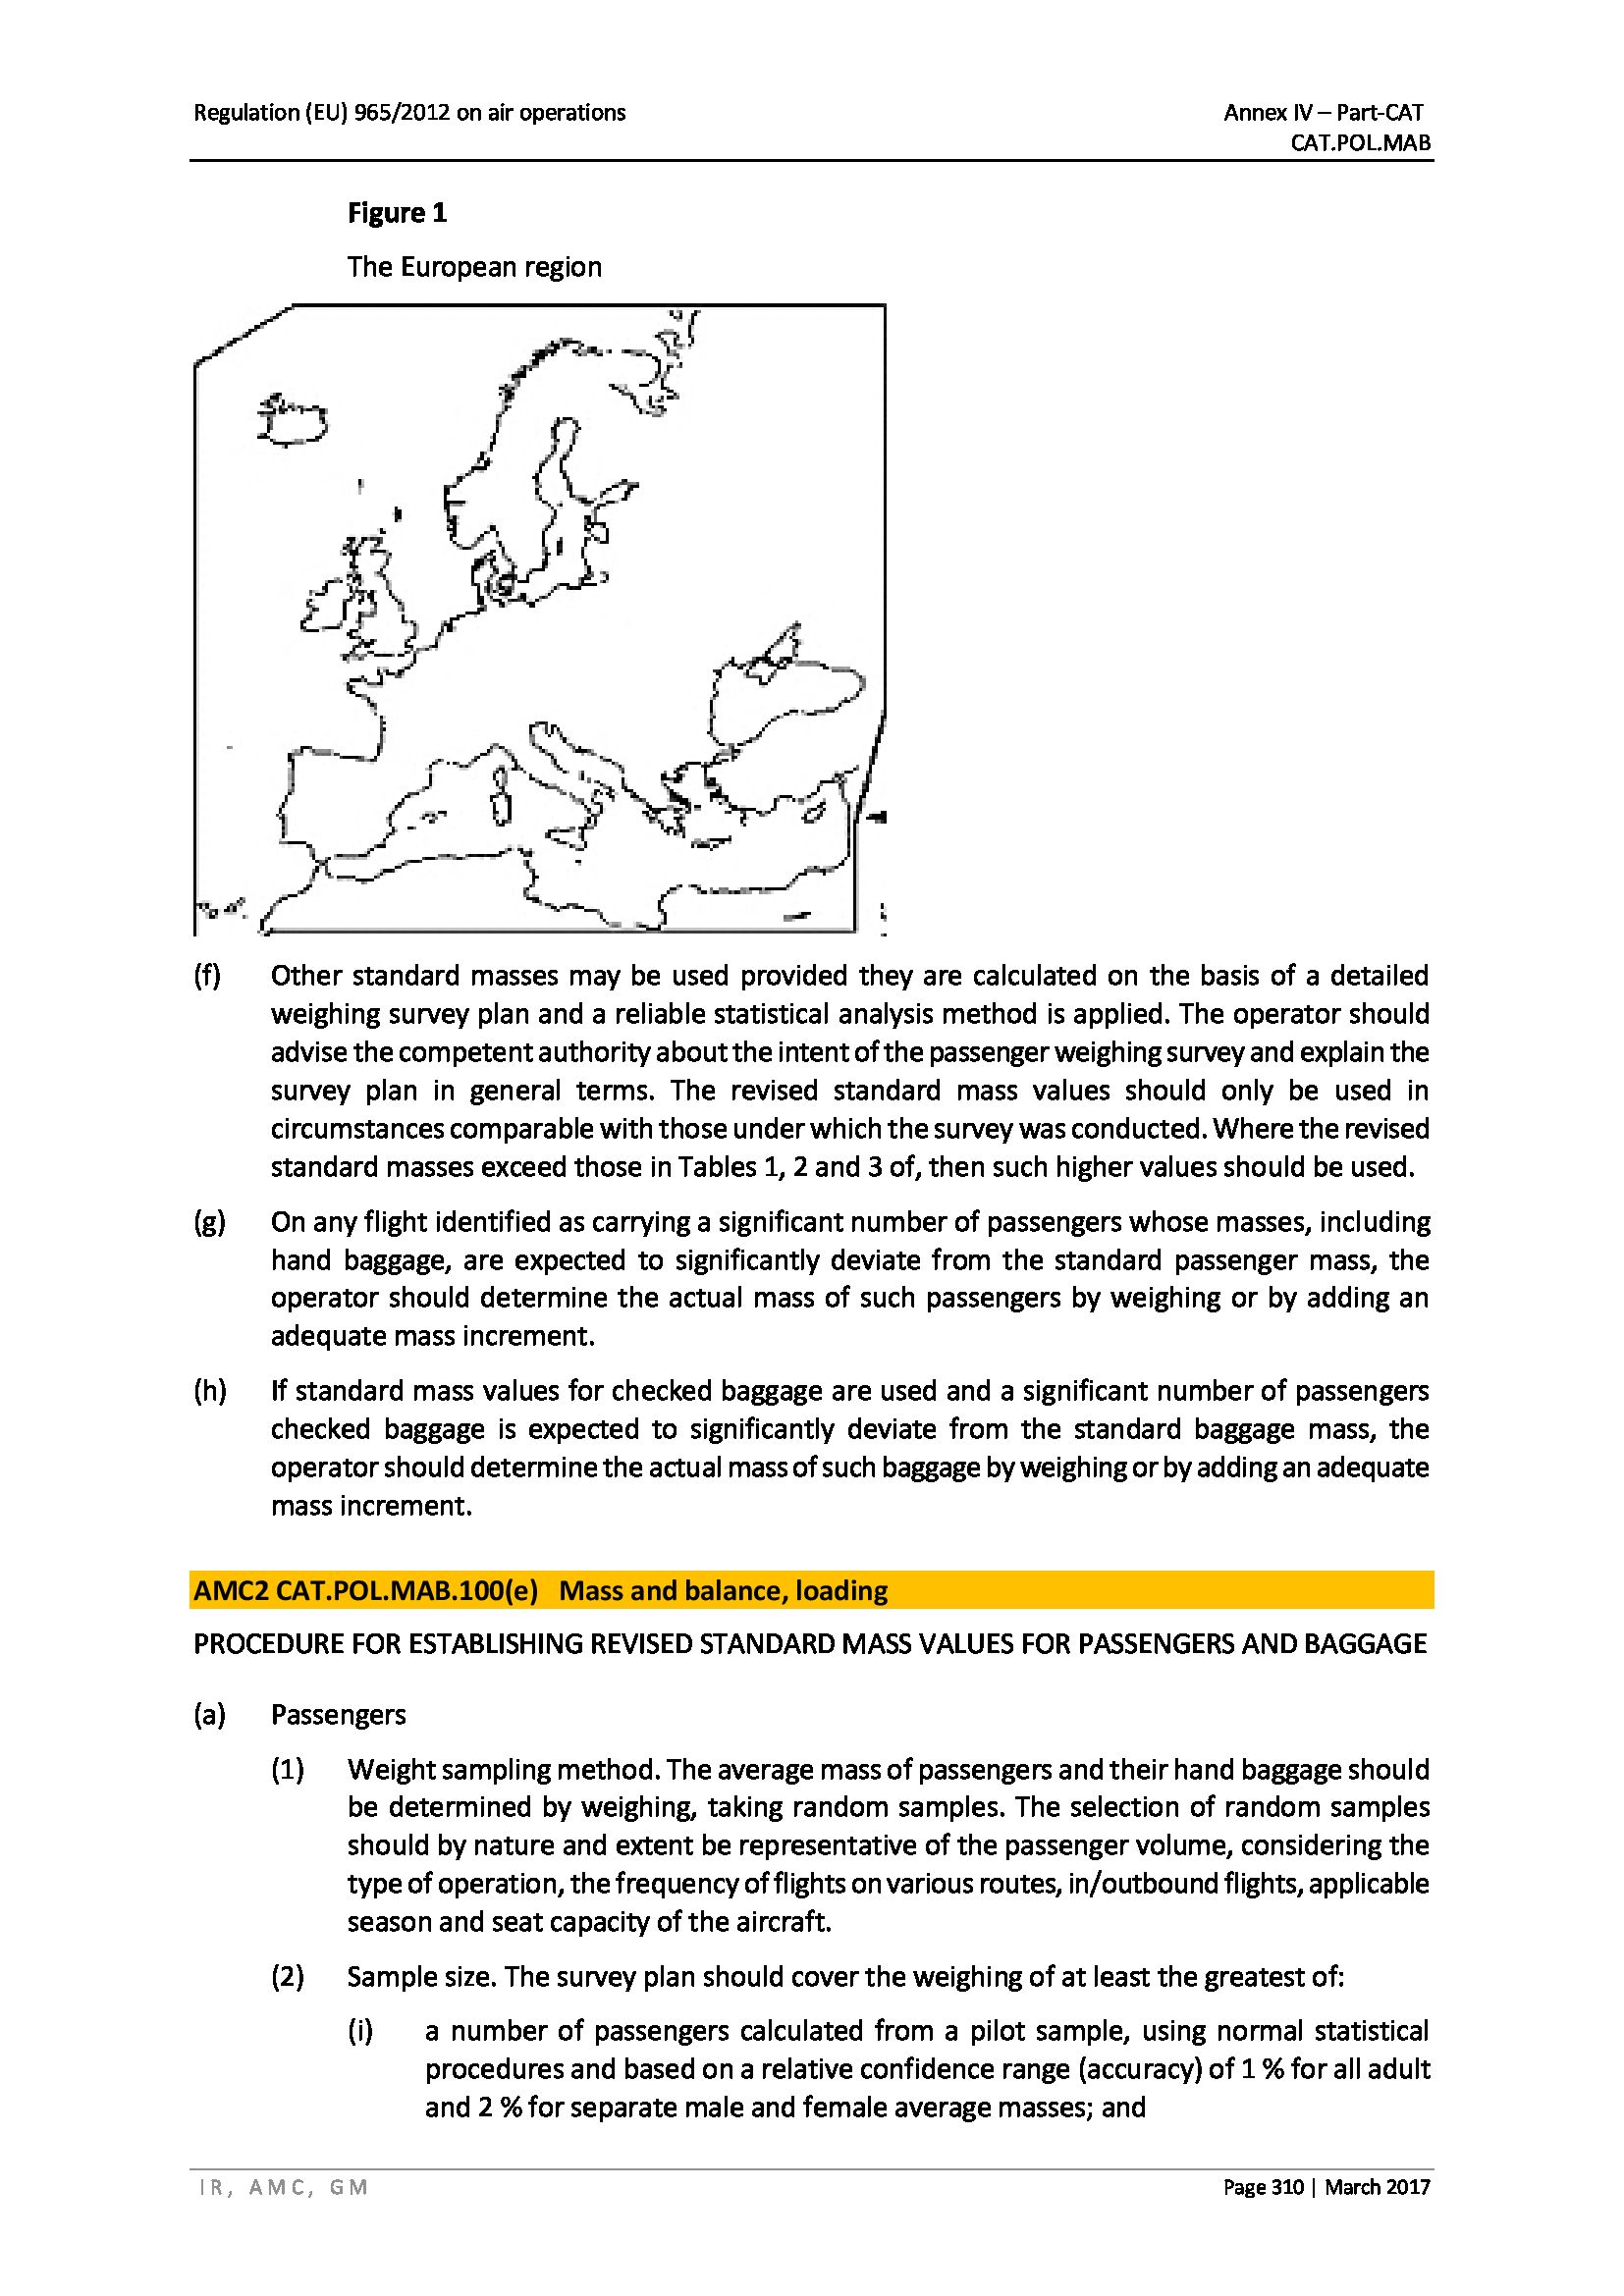 Regulation (EU) 965/2012 on air operations
Annex IV – Part-CAT
CAT.POL.MAB
Figure 1
The European region
(f) Other standard masses may be used provided they are calculated on the basis of a detailed
weighing survey plan and a reliable statistical analysis method is applied. The operator should
advise the competent authority about the intent of the passenger weighing survey and explain the
survey plan in general terms. The revised standard mass values should only be used in
circumstances comparable with those under which the survey was conducted. Where the revised
standard masses exceed those in Tables 1, 2 and 3 of, then such higher values should be used.
(g) On any flight identified as carrying a significant number of passengers whose masses, including
hand baggage, are expected to significantly deviate from the standard passenger mass, the
operator should determine the actual mass of such passengers by weighing or by adding an
adequate mass increment.
(h) If standard mass values for checked baggage are used and a significant number of passengers
checked baggage is expected to significantly deviate from the standard baggage mass, the
operator should determine the actual mass of such baggage by weighing or by adding an adequate
mass increment.
AMC2 CAT.POL.MAB.100(e) Mass and balance, loading
PROCEDURE FOR ESTABLISHING REVISED STANDARD MASS VALUES FOR PASSENGERS AND BAGGAGE
(a) Passengers
(1) Weight sampling method. The average mass of passengers and their hand baggage should
be determined by weighing, taking random samples. The selection of random samples
should by nature and extent be representative of the passenger volume, considering the
type of operation, the frequency of flights on various routes, in/outbound flights, applicable
season and seat capacity of the aircraft.
(2) Sample size. The survey plan should cover the weighing of at least the greatest of:
(i) a number of passengers calculated from a pilot sample, using normal statistical
procedures and based on a relative confidence range (accuracy) of 1 % for all adult
and 2 % for separate male and female average masses; and
IR, AMC, GM
Page 310 | March 2017